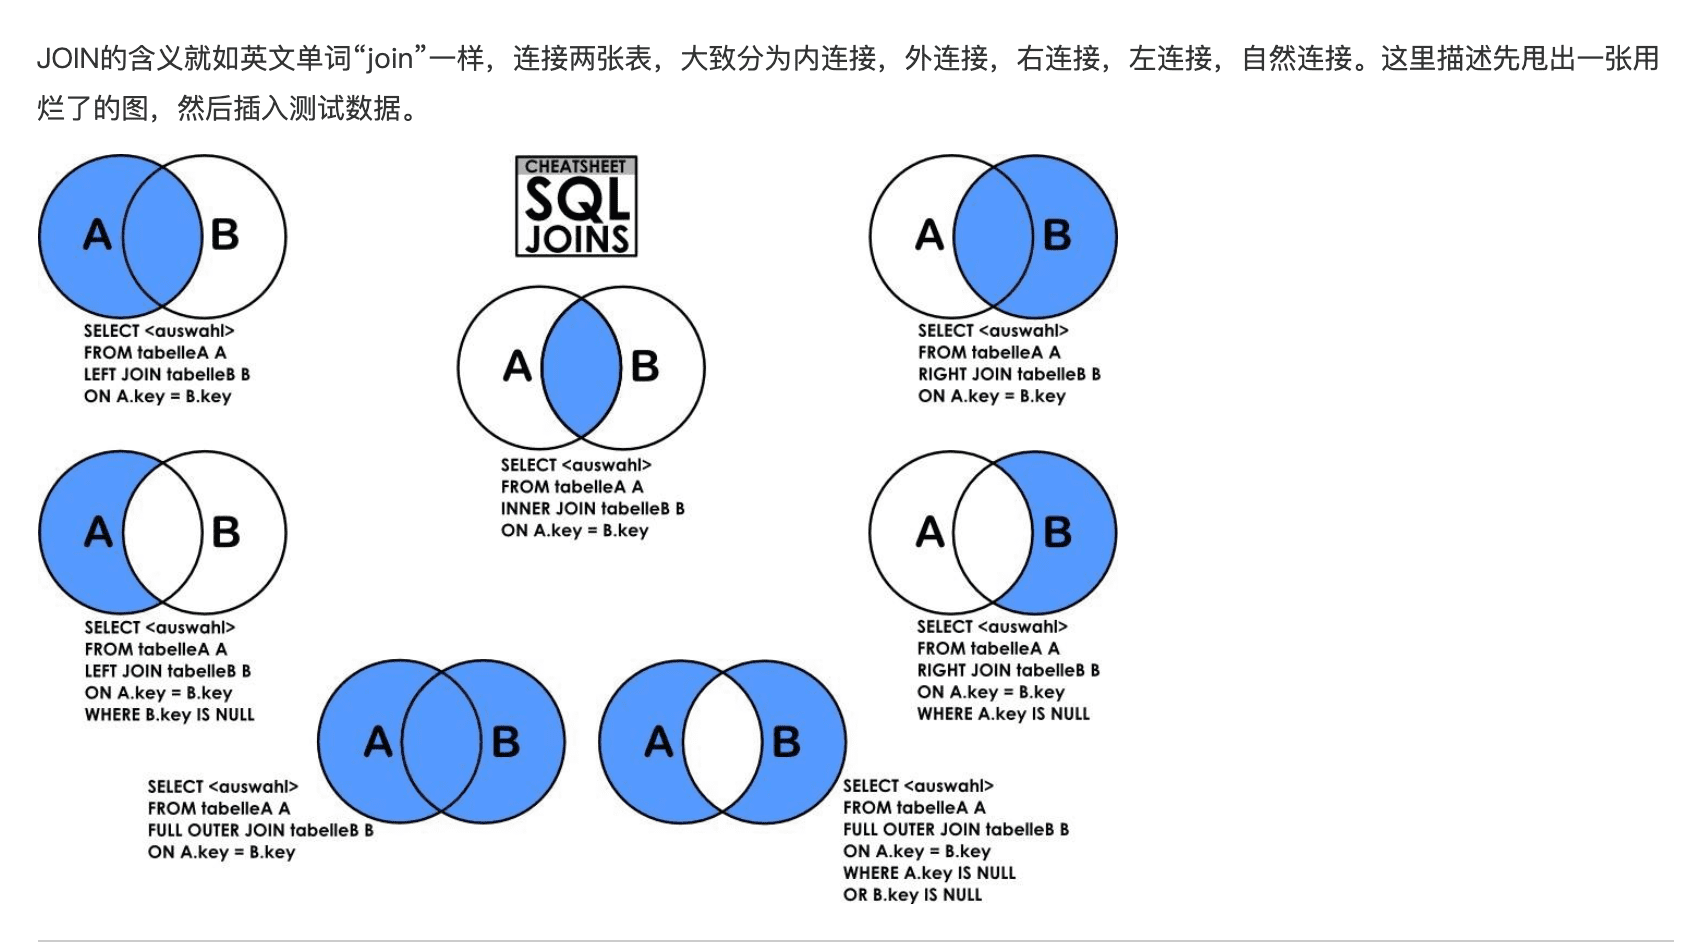 JOIN的含义就如英文单词“join”一样，连接两张表，大致分为内连接，外连接，右连接，左连接，自然连接。这里描述先甩出一张用
烂了的图，然后插入测试数据。
CHEATSHEET
SQL
JOINS
A B
SELECT <auswahl>
FROM tabelleA A
LEFT JOIN tabelleB B
ON A.key = B.key
A B
SELECT <auswahl>
FROM tabelleA A
INNER JOIN tabelleB B
ON A.key = B.key
A B
SELECT <auswahl>
FROM tabelleA A
RIGHT JOIN tabelleB B
ON A.key = B.key
A B
SELECT <auswahl>
FROM tabelleA A
LEFT JOIN tabelleB B
ON A.key = B.key
WHERE B.key IS NULL
A B
SELECT <auswahl>
FROM tabelleA A
RIGHT JOIN tabelleB B
ON A.key = B.key
WHERE A.key IS NULL
A B
SELECT <auswahl>
FROM tabelleA A
FULL OUTER JOIN tabelleB B
ON A.key = B.key
A B
SELECT <auswahl>
FROM tabelleA A
FULL OUTER JOIN tabelleB B
ON A.key = B.key
WHERE A.key IS NULL
OR B.key IS NULL